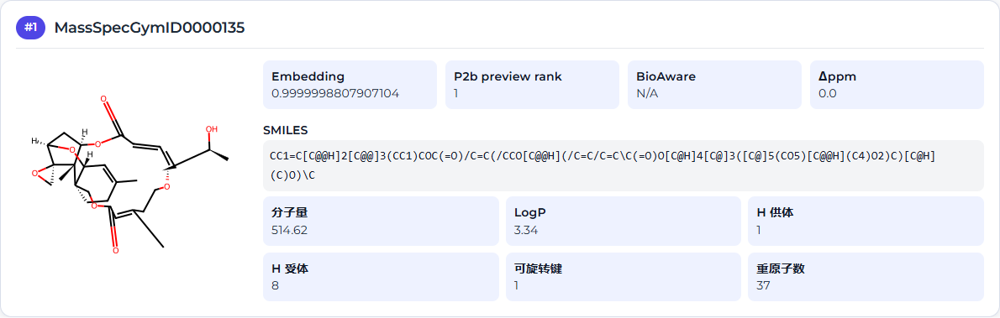 #1 MassSpecGymID0000135
Embedding
0.9999998807907104
P2b preview rank
1
BioAware
N/A
Δppm
0.0
SMILES
CC1=C[C@@H]2[C@@]3(CC1)COC(=O)/C=C(/CCO[C@@H](/C=C/C=C\C(=O)O[C@H]4[C@]3([C@]5(CO5)[C@@H](C4)O2)C)[C@H]
(C)O)\C
分子量
514.62
LogP
3.34
H 供体
1
H 受体
8
可旋转键
1
重原子数
37
O
H
H
O
OH
O
H
O
O
O
O